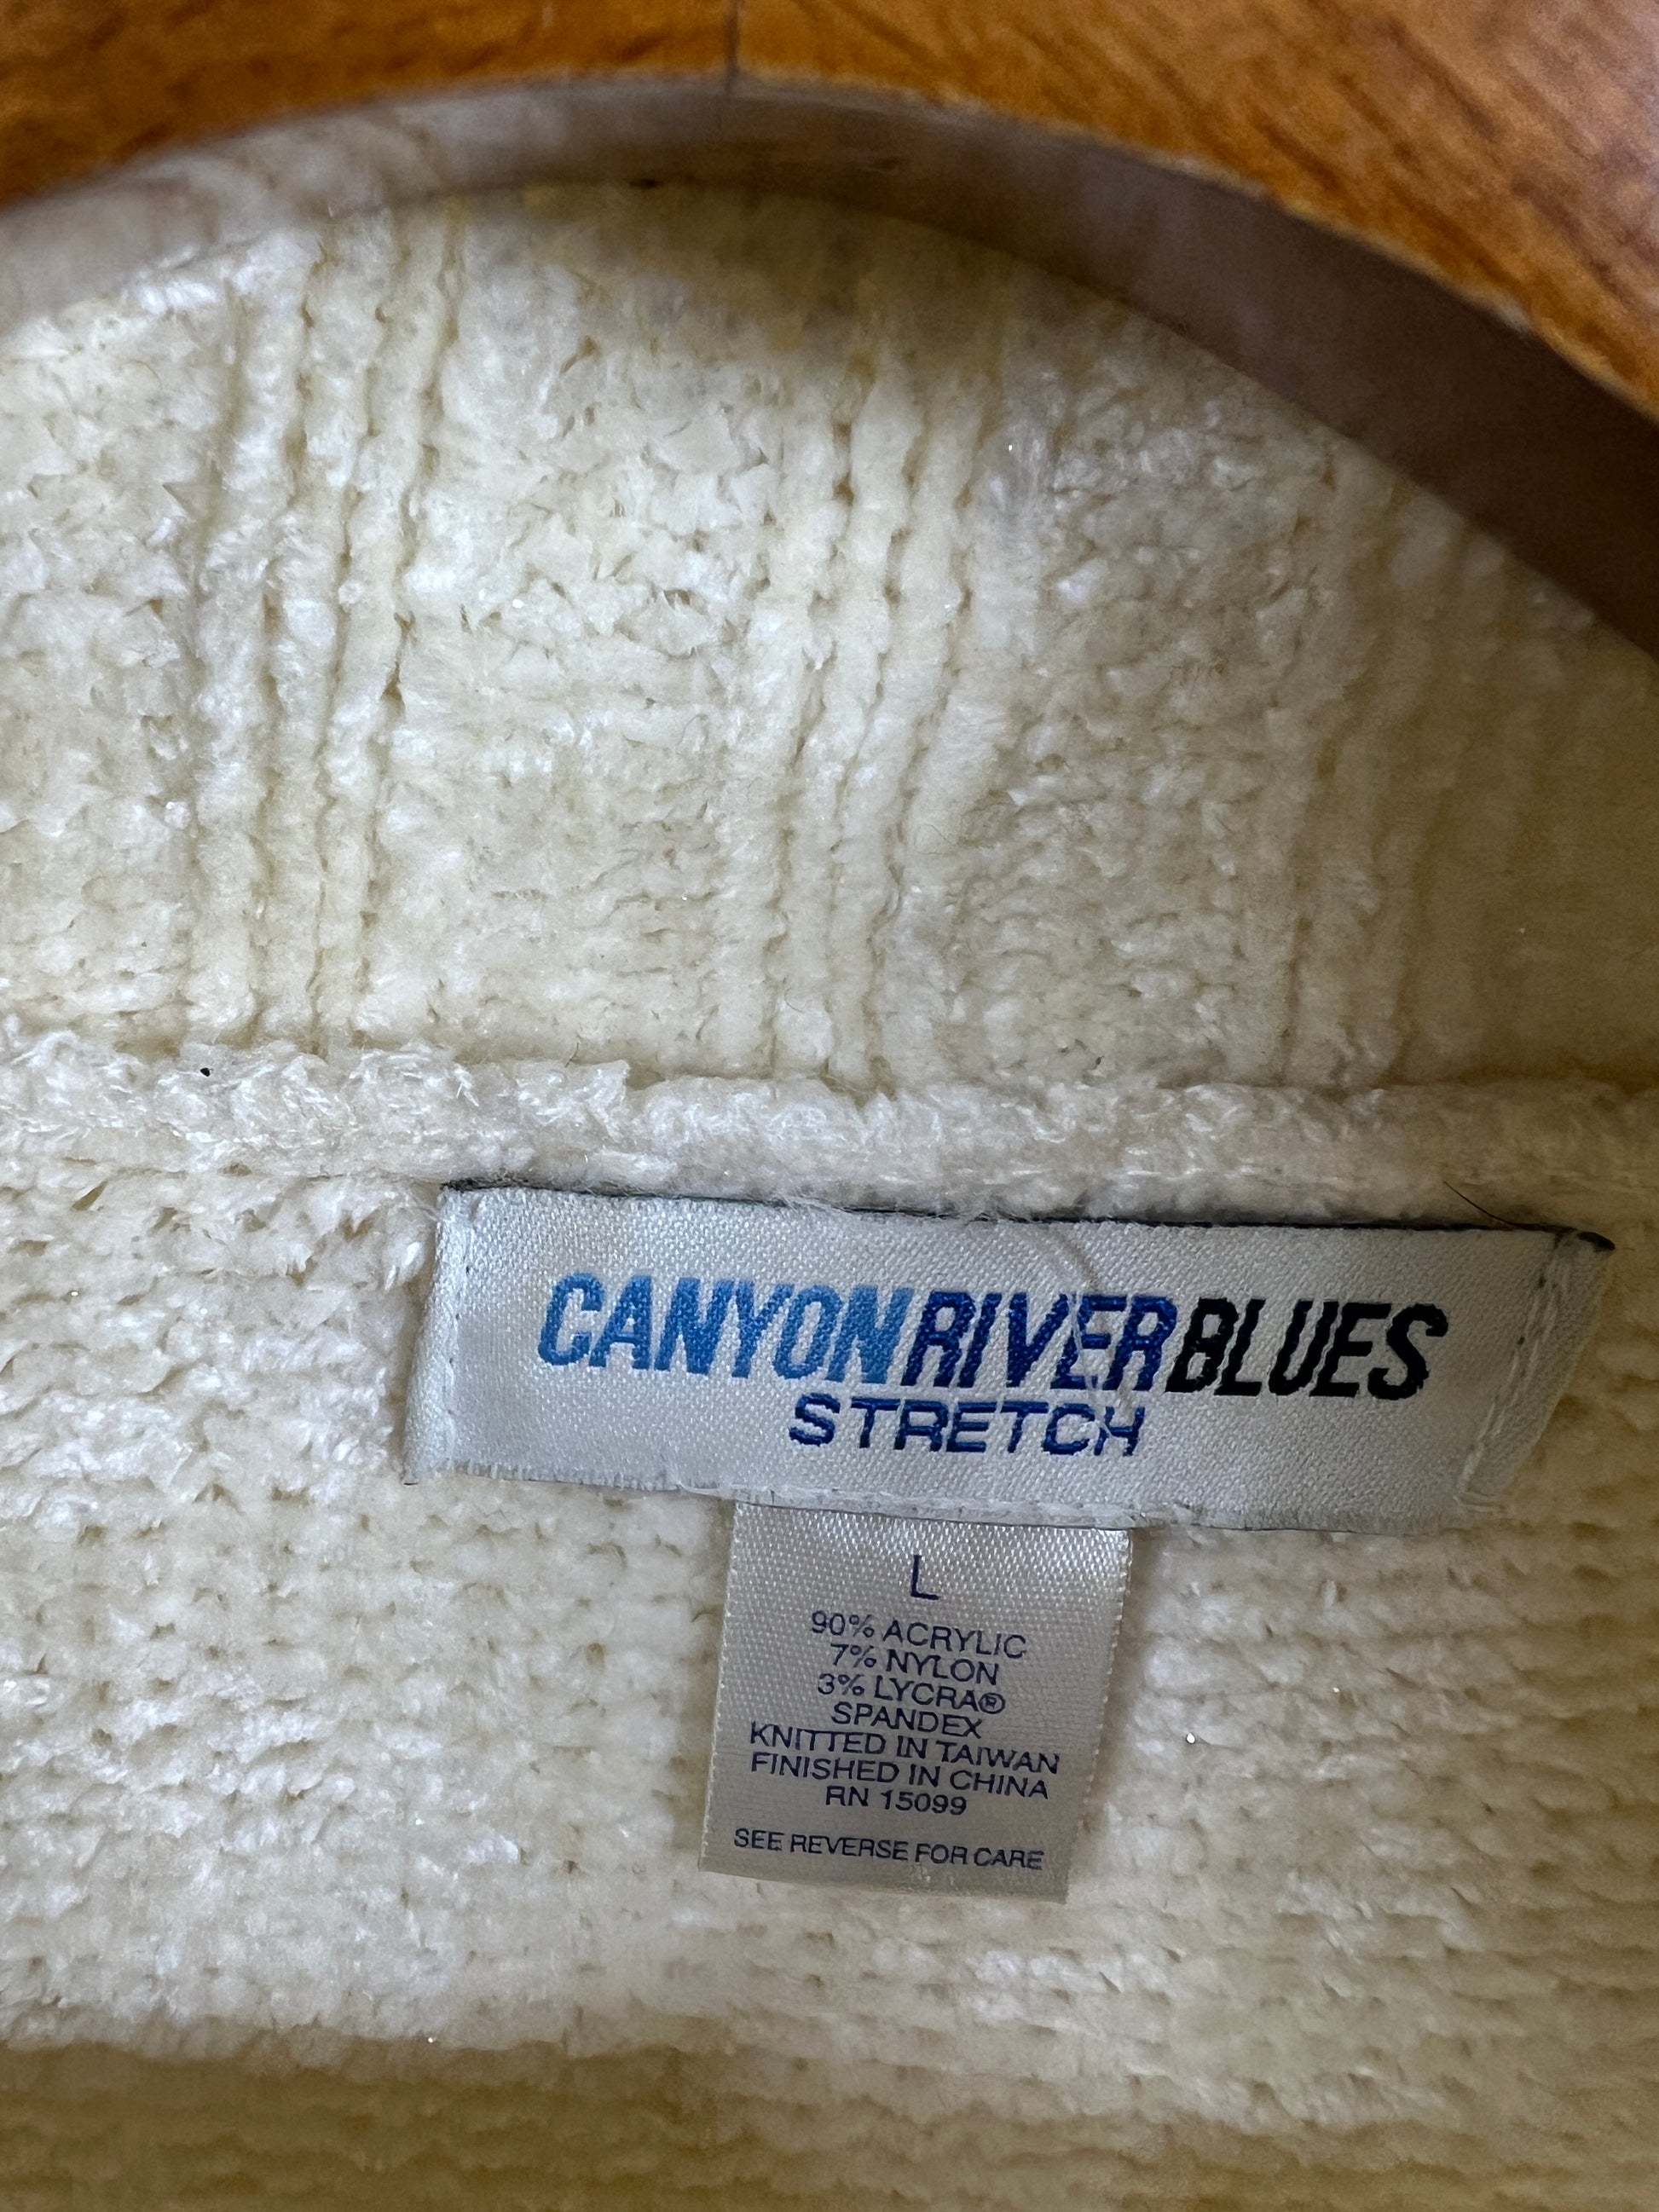 CANYONRIVERBLUES
STRETCH
L
90% ACRYLIC
7% NYLON
3% LYCRA®
SPANDEX
KNITTED IN TAIWAN
FINISHED IN CHINA
RN 15099
SEE REVERSE FOR CARE